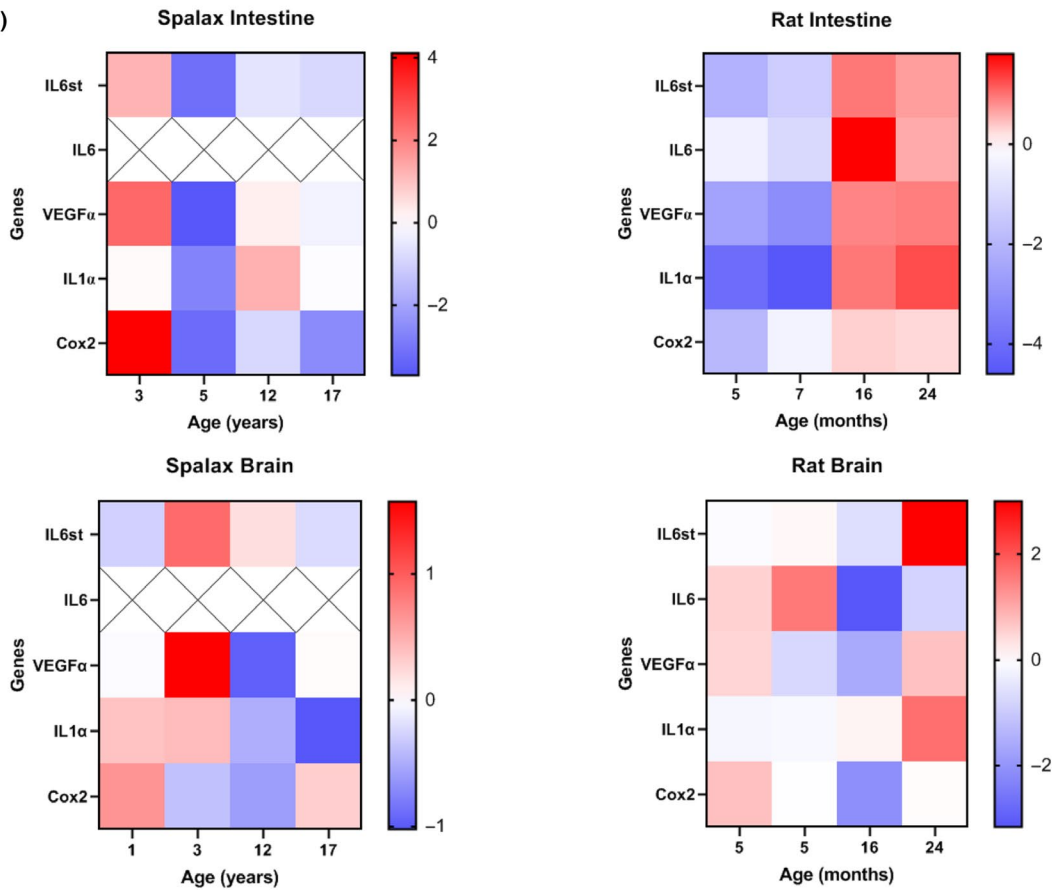 )
Spalax Intestine
Genes
IL6st
IL6
VEGFα
IL1α
Cox2
3 5 12 17
Age (years)
4
2
0
−2
Rat Intestine
Genes
IL6st
IL6
VEGFα
IL1α
Cox2
5 7 16 24
Age (months)
0
−2
−4
Spalax Brain
Genes
IL6st
IL6
VEGFα
IL1α
Cox2
1 3 12 17
Age (years)
1
0
−1
Rat Brain
Genes
IL6st
IL6
VEGFα
IL1α
Cox2
5 5 16 24
Age (months)
2
0
−2